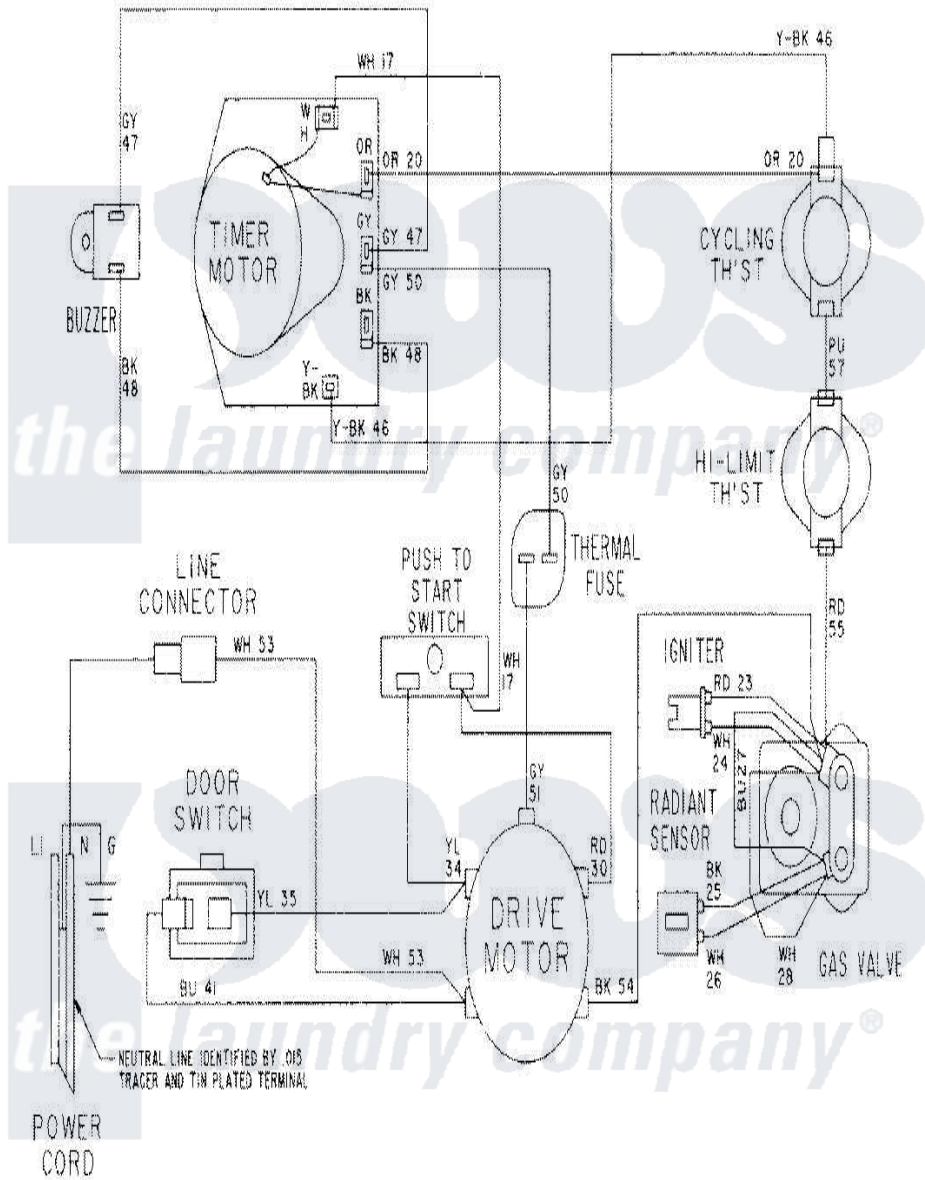 Y-BK 46
WH 17
GY
47
W
H
OR
OR 20
OR 20
GY
GY 47
GY 50
TIMER
MOTOR
CYCLING
TH'ST
BUZZER
BK
BK 48
BK
48
PU
57
Y-
BK
Y-BK 46
the laundry company®
HI-LIMIT
TH'ST
GY
50
THERMAL
FUSE
LINE
CONNECTOR
PUSH TO
START
SWITCH
WH 53
WH
17
RD
55
IGNITER
RD 23
WH
24
BU27
GY
51
DOOR
SWITCH
RADIANT
SENSOR
L1 N G
YL
34
RD
30
BK
25
YL 35
DRIVE
MOTOR
WH 53
WH
26
WH
28
GAS VALVE
BU 41
BK 54
the laundry company®
NEUTRAL LINE IDENTIFIED BY .015
TRACER AND TIN PLATED TERMINAL
POWER
CORD